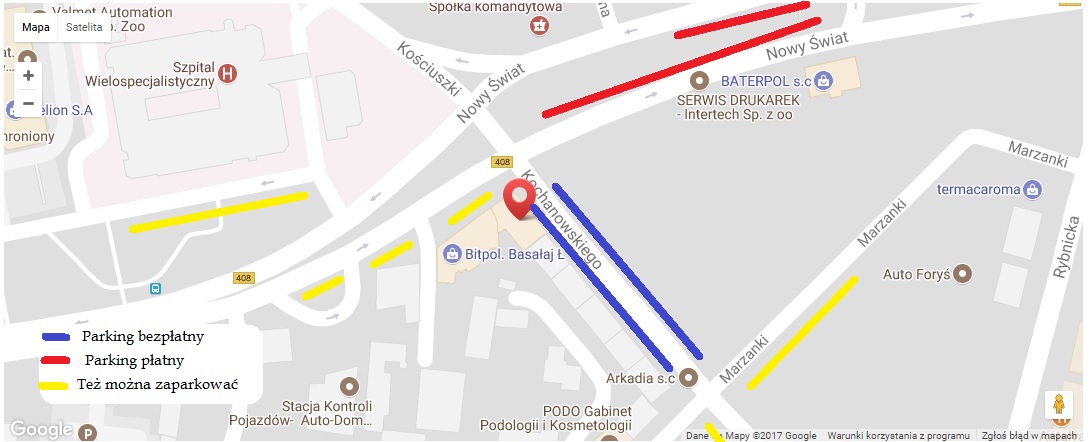 Valmet Automation
p. Zoo
Mapa
Satelita
+
−
elion S.A
hroniony
Szpital
Wielospecjalistyczny
H
Spółka komandytowa
na
Kościuszki
Nowy Świat
Nowy Świat
BATERPOL s.c
SERWIS DRUKAREK
- Intertech Sp. z oo
408
Kochanowskiego
Bitpol. Basałaj Ł
408
Marzanki
termacaroma
Marzanki
Rybnicka
Auto Foryś
Marzanki
Arkadia s.c
Parking bezpłatny
Parking płatny
Też można zaparkować
Stacja Kontroli
Pojazdów- Auto-Dom...
PODO Gabinet
Podologii i Kosmetologii
P
Google
Dane do Mapy ©2017 Google
Warunki korzystania z programu
Zgłoś błąd w mapach